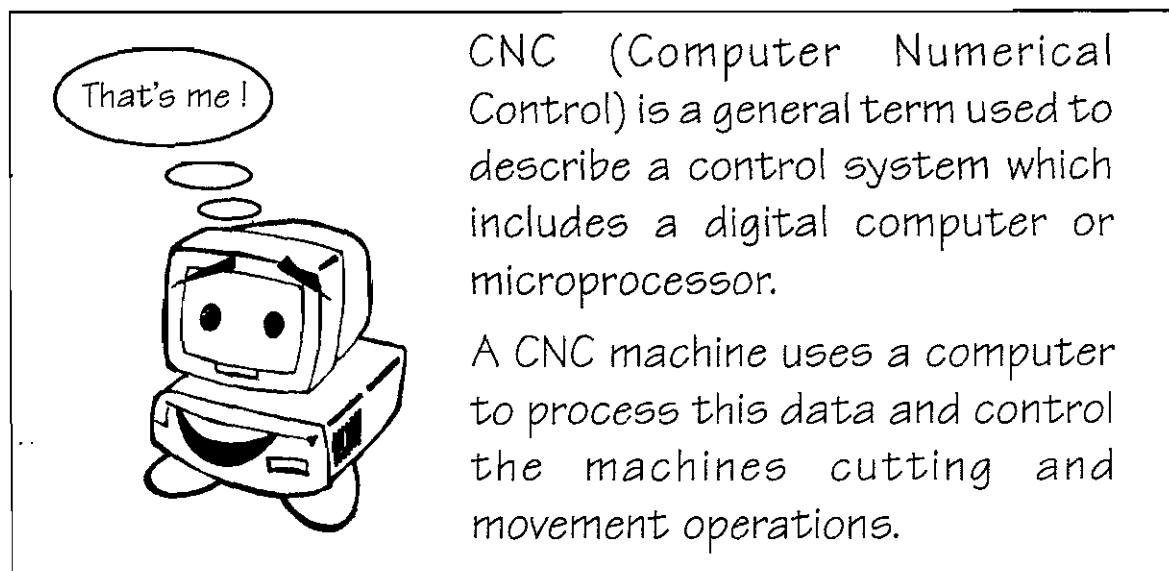 That's me !
CNC (Computer Numerical
Control) is a general term used to
describe a control system which
includes a digital computer or
microprocessor.
A CNC machine uses a computer
to process this data and control
the machines cutting and
movement operations.